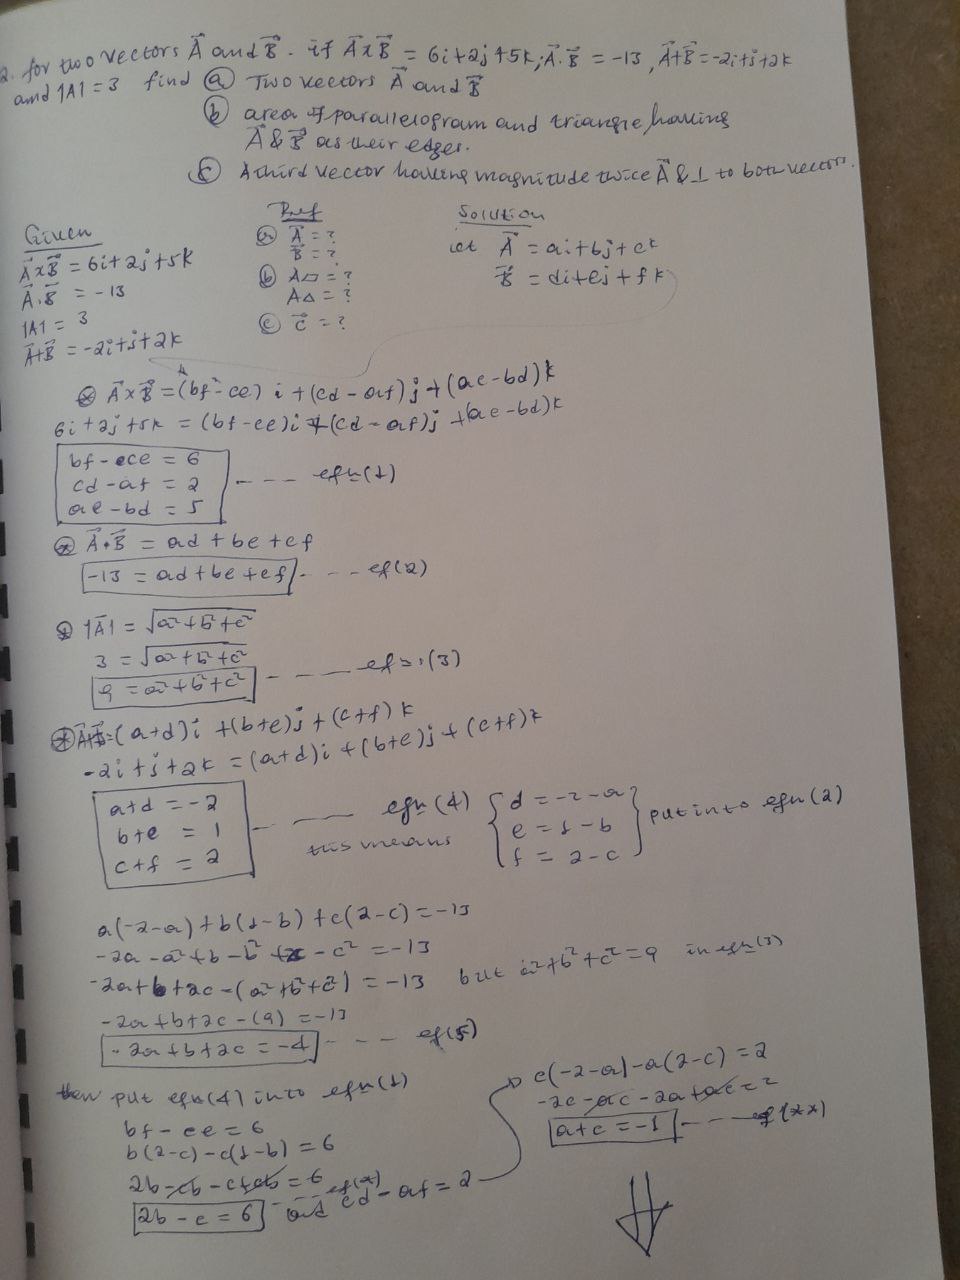 2. for two vectors A⃗ and B⃗. if A⃗xB⃗ = 6i+2j+5k; A⃗.B⃗ = -13, A⃗+B⃗ = -2i+j+2k
and |A| = 3 find ⓐ Two vectors A⃗ and B⃗
ⓑ area of parallelogram and triangle having
A⃗ & B⃗ as their edges.
ⓒ A third vector having magnitude twice A⃗ & ⊥ to both vectors.
Given
A⃗xB⃗ = 6i+2j+5k
A⃗.B⃗ = -13
|A| = 3
A⃗+B⃗ = -2i+j+2k
ⓐ A⃗ = ?
B⃗ = ?
ⓑ A▱ = ?
A△ = ?
ⓒ C⃗ = ?
Solution
let A⃗ = ai+bj+ck
B⃗ = di+ej+fk
⊛ A⃗xB⃗ = (bf-ce)i+(cd-af)j+(ae-bd)k
6i+2j+5k = (bf-ce)i+(cd-af)j+(ae-bd)k
bf-ce = 6
cd-af = 2
ae-bd = 5
---- eqn(1)
⊛ A⃗.B⃗ = ad+be+cf
-13 = ad+be+cf ---- eq(2)
⊛ |A⃗| = √a²+b²+c²
3 = √a²+b²+c²
9 = a²+b²+c² ---- eqn(3)
⊛ A⃗+B⃗=(a+d)i+(b+e)j+(c+f)k
-2i+j+2k = (a+d)i+(b+e)j+(c+f)k
a+d = -2
b+e = 1
c+f = 2
---- eqn(4)
this means
d = -2-a
e = 1-b
f = 2-c
put into eqn(2)
a(-2-a)+b(1-b)+c(2-c) = -13
-2a-a²+b-b²+2c-c² = -13
-2a+b+2c-(a²+b²+c²) = -13 but a²+b²+c²=9 in eqn(3)
-2a+b+2c-(9) = -13
-2a+b+2c = -4 ---- eq(5)
then put eqn(4) into eqn(1)
bf-ce = 6
b(2-c)-c(1-b) = 6
2b-cb-c+cb = 6
2b-c = 6 --- eq(*)
and cd-af = 2
c(-2-a)-a(2-c) = 2
-2c-ac-2a+ac = 2
a+c = -1 ---- eq(**)